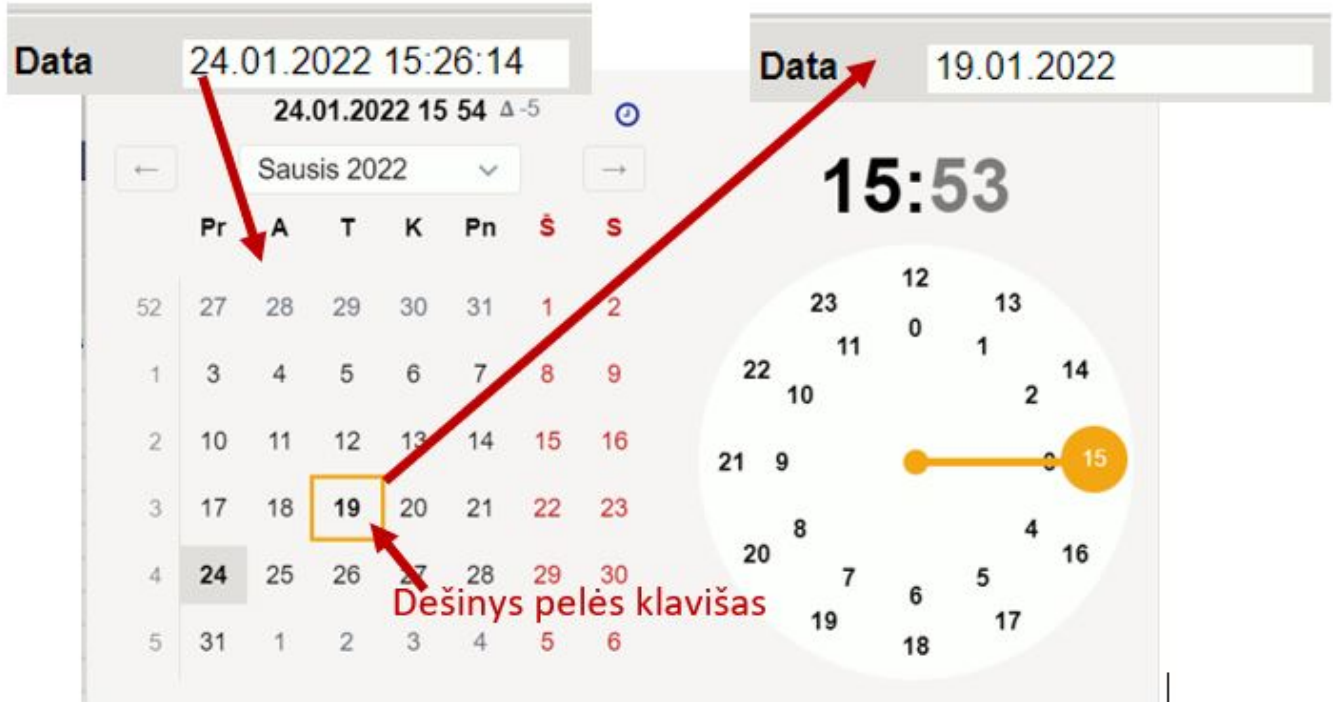 Data 24.01.2022 15:26:14
Data 19.01.2022
24.01.2022 15 54 Δ -5
← Sausis 2022 →
Pr A T K Pn Š S
52 27 28 29 30 31 1 2
1 3 4 5 6 7 8 9
2 10 11 12 13 14 15 16
3 17 18 19 20 21 22 23
4 24 25 26 27 28 29 30
5 31 1 2 3 4 5 6
Dešinys pelės klavišas
15:53
12
23 13
0
11 1
22 14
10 2
21 9 15
8 4
20 16
7 5
6
19 17
18